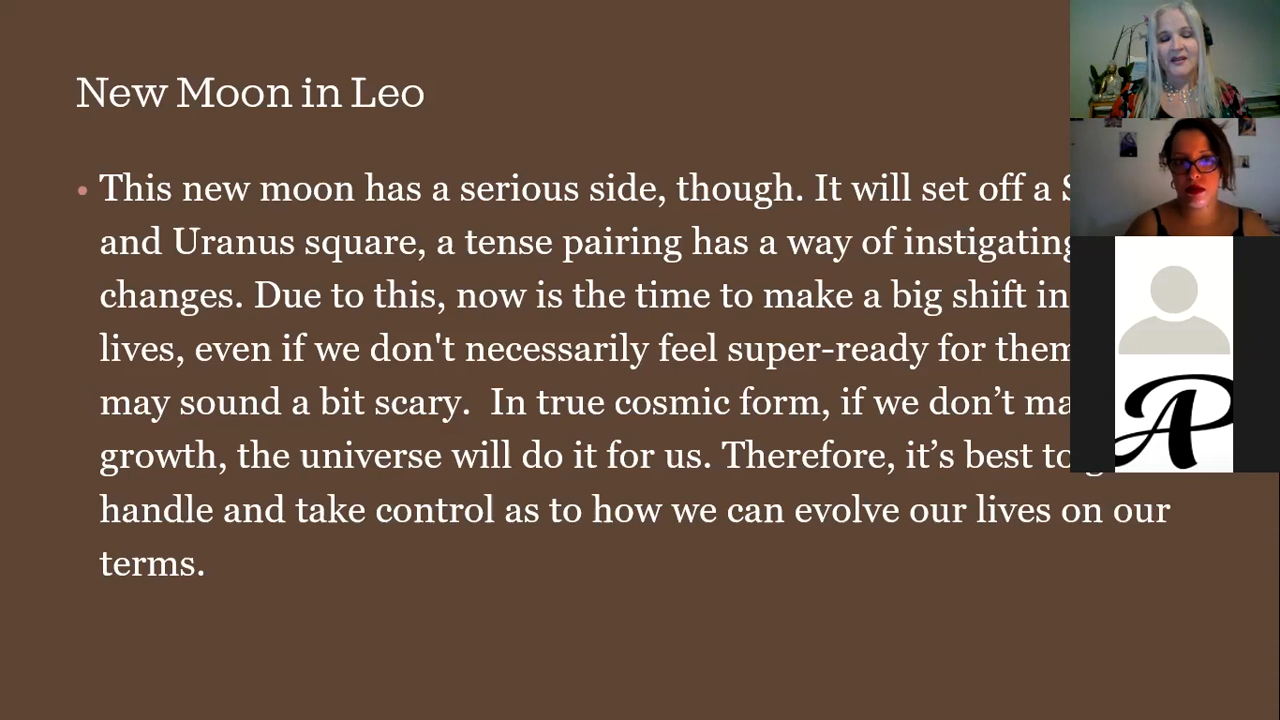 New Moon in Leo
• This new moon has a serious side, though. It will set off a
and Uranus square, a tense pairing has a way of instigating
changes. Due to this, now is the time to make a big shift in
lives, even if we don't necessarily feel super-ready for them
may sound a bit scary.  In true cosmic form, if we don’t
growth, the universe will do it for us. Therefore, it’s best to
handle and take control as to how we can evolve our lives on our
terms.